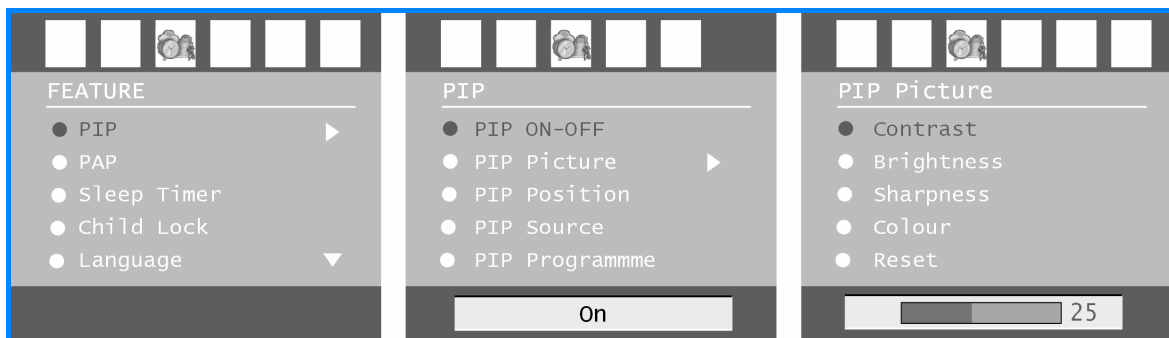 FEATURE
PIP
PAP
Sleep Timer
Child Lock
Language
PIP
PIP ON-OFF
PIP Picture
PIP Position
PIP Source
PIP Programmme
On
PIP Picture
Contrast
Brightness
Sharpness
Colour
Reset
25